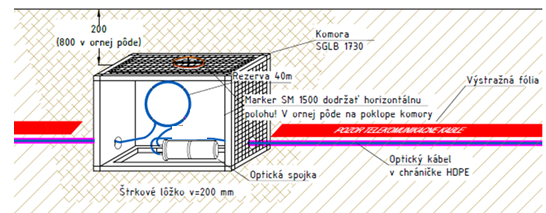 200
(800 v ornej pôde)
Komora
SGLB 1730
Rezerva 40m
Výstražná fólia
Marker SM 1500 dodržať horizontálnu
polohu! V ornej pôde na poklope komory
POZOR TELEKOMUNIKAČNÉ KÁBLE
Optický kábel
v chráničke HDPE
Optická spojka
Štrkové lôžko v=200 mm